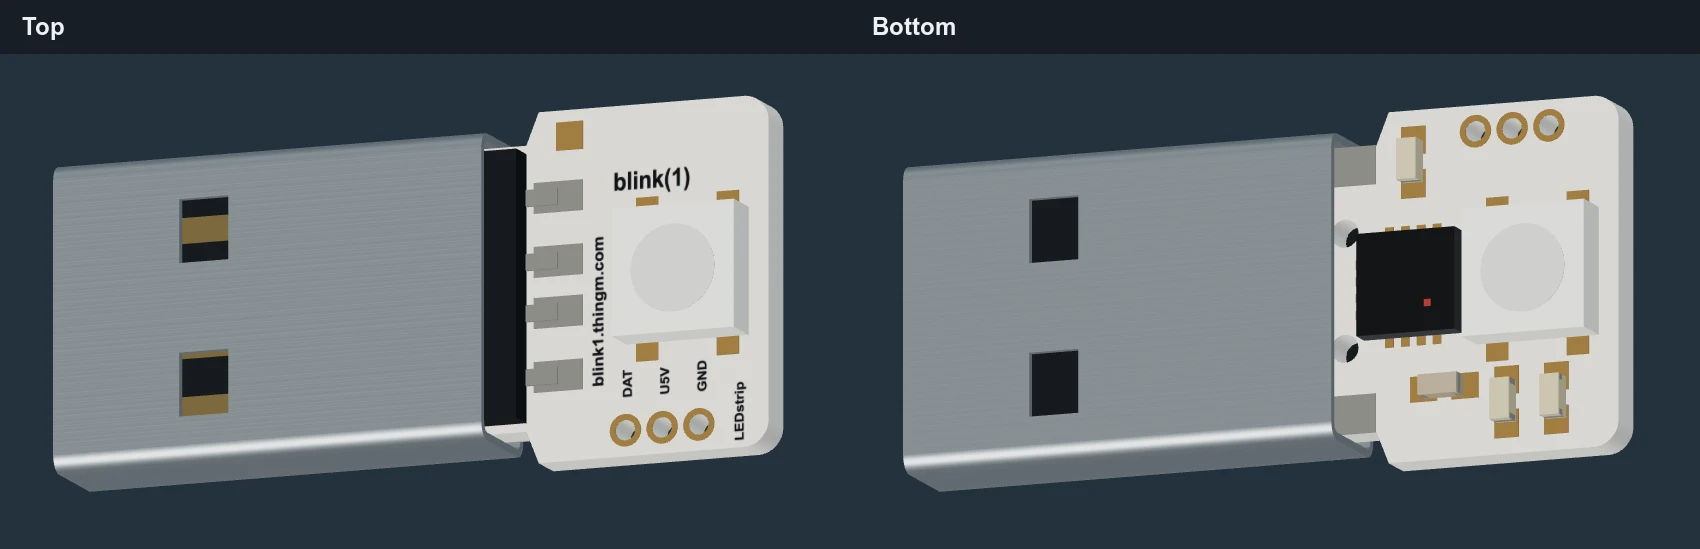 Top
Bottom
blink(1)
blink1.thingm.com
DAT
U5V
GND
LEDstrip